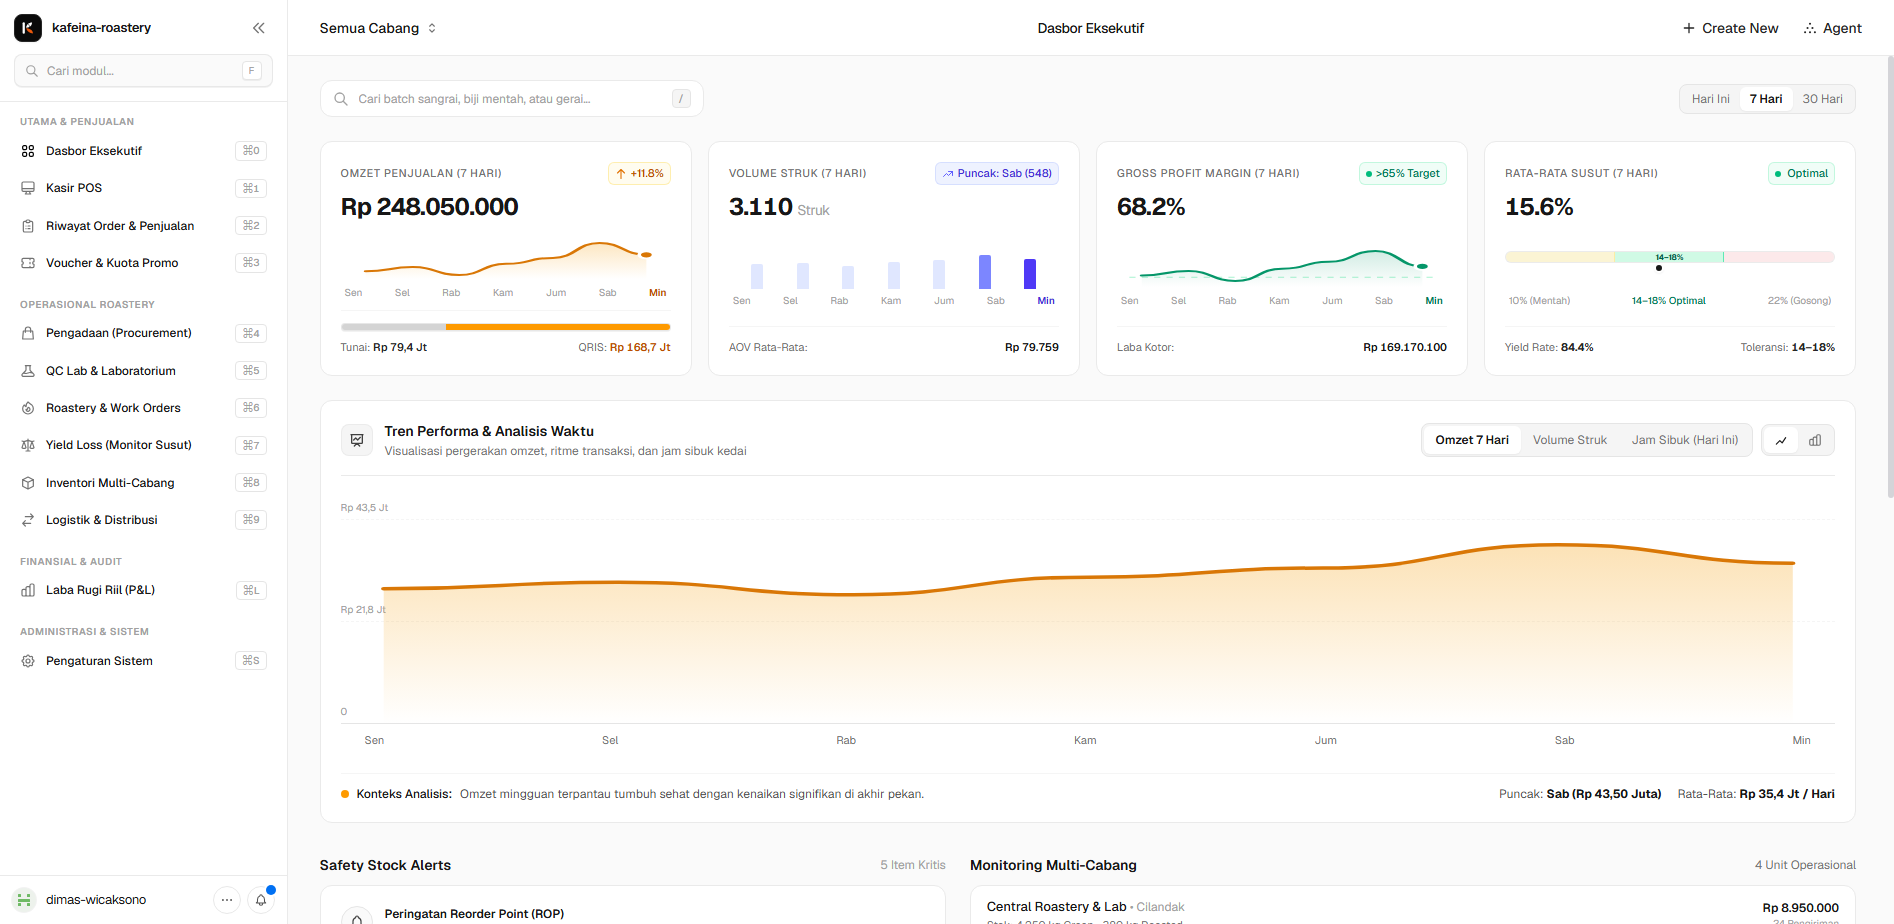 kafeina-roastery
Cari modul... F
UTAMA & PENJUALAN
Dasbor Eksekutif ⌘0
Kasir POS ⌘1
Riwayat Order & Penjualan ⌘2
Voucher & Kuota Promo ⌘3
OPERASIONAL ROASTERY
Pengadaan (Procurement) ⌘4
QC Lab & Laboratorium ⌘5
Roastery & Work Orders ⌘6
Yield Loss (Monitor Susut) ⌘7
Inventori Multi-Cabang ⌘8
Logistik & Distribusi ⌘9
FINANSIAL & AUDIT
Laba Rugi Riil (P&L) ⌘L
ADMINISTRASI & SISTEM
Pengaturan Sistem ⌘S
dimas-wicaksono
Semua Cabang
Dasbor Eksekutif
Create New
Agent
Cari batch sangrai, biji mentah, atau gerai... /
Hari Ini 7 Hari 30 Hari
OMZET PENJUALAN (7 HARI) +11.8%
Rp 248.050.000
Sen Sel Rab Kam Jum Sab Min
Tunai: Rp 79,4 Jt QRIS: Rp 168,7 Jt
VOLUME STRUK (7 HARI) Puncak: Sab (548)
3.110 Struk
Sen Sel Rab Kam Jum Sab Min
AOV Rata-Rata: Rp 79.759
GROSS PROFIT MARGIN (7 HARI) >65% Target
68.2%
Sen Sel Rab Kam Jum Sab Min
Laba Kotor: Rp 169.170.100
RATA-RATA SUSUT (7 HARI) Optimal
15.6%
14–18%
10% (Mentah) 14–18% Optimal 22% (Gosong)
Yield Rate: 84.4% Toleransi: 14–18%
Tren Performa & Analisis Waktu
Visualisasi pergerakan omzet, ritme transaksi, dan jam sibuk kedai
Omzet 7 Hari Volume Struk Jam Sibuk (Hari Ini)
Rp 43,5 Jt
Rp 21,8 Jt
0
Sen Sel Rab Kam Jum Sab Min
Konteks Analisis: Omzet mingguan terpantau tumbuh sehat dengan kenaikan signifikan di akhir pekan.
Puncak: Sab (Rp 43,50 Juta) Rata-Rata: Rp 35,4 Jt / Hari
Safety Stock Alerts 5 Item Kritis
Peringatan Reorder Point (ROP)
Monitoring Multi-Cabang 4 Unit Operasional
Central Roastery & Lab • Cilandak Rp 8.950.000